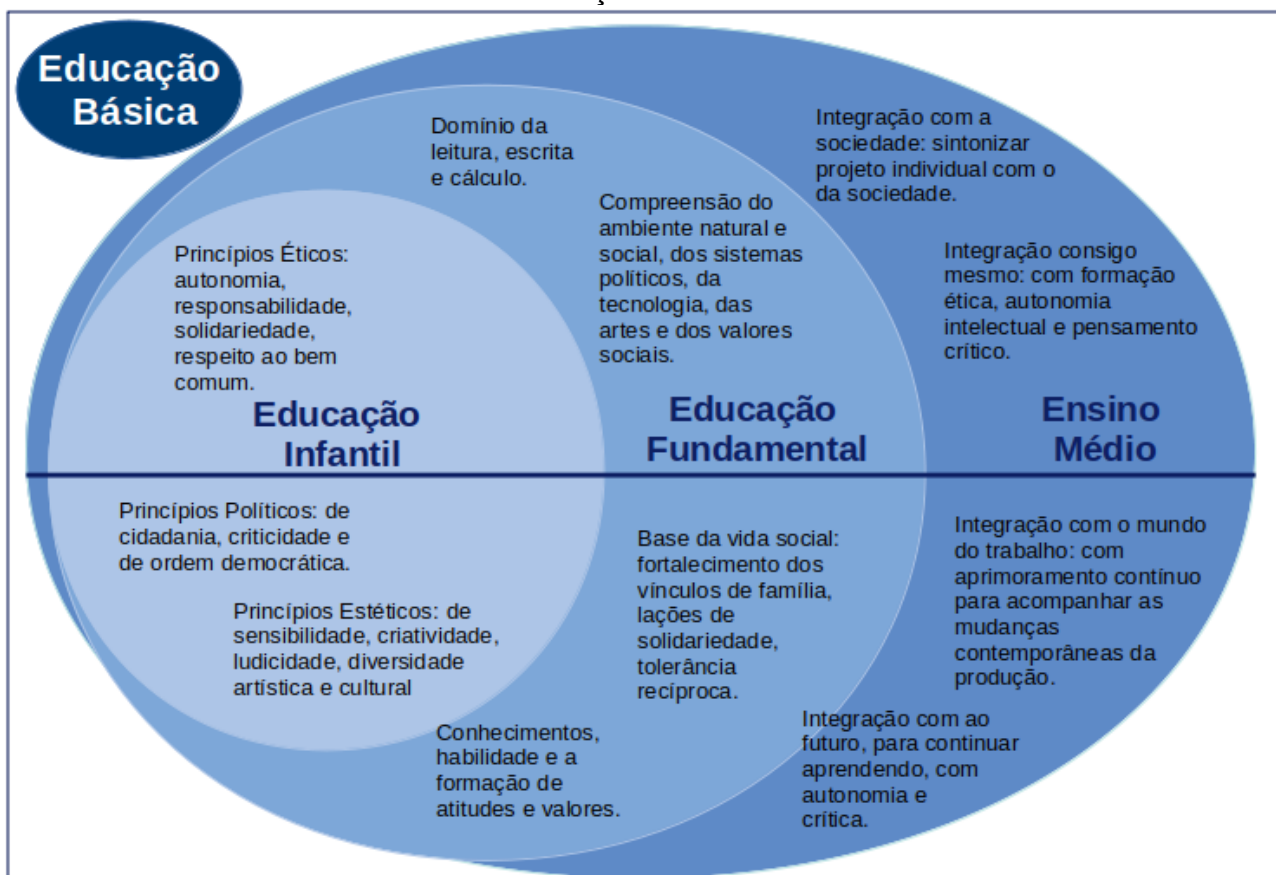 Educação
Básica
Domínio da
leitura, escrita
e cálculo.
Integração com a
sociedade: sintonizar
projeto individual com o
da sociedade.
Compreensão do
ambiente natural e
social, dos sistemas
políticos, da
tecnologia, das
artes e dos valores
sociais.
Princípios Éticos:
autonomia,
responsabilidade,
solidariedade,
respeito ao bem
comum.
Integração consigo
mesmo: com formação
ética, autonomia
intelectual e pensamento
crítico.
Educação
Infantil
Educação
Fundamental
Ensino
Médio
Princípios Políticos: de
cidadania, criticidade e
de ordem democrática.
Princípios Estéticos: de
sensibilidade, criatividade,
ludicidade, diversidade
artística e cultural
Base da vida social:
fortalecimento dos
vínculos de família,
lações de
solidariedade,
tolerância
recíproca.
Integração com o mundo
do trabalho: com
aprimoramento contínuo
para acompanhar as
mudanças
contemporâneas da
produção.
Conhecimentos,
habilidade e a
formação de
atitudes e valores.
Integração com ao
futuro, para continuar
aprendendo, com
autonomia e
crítica.